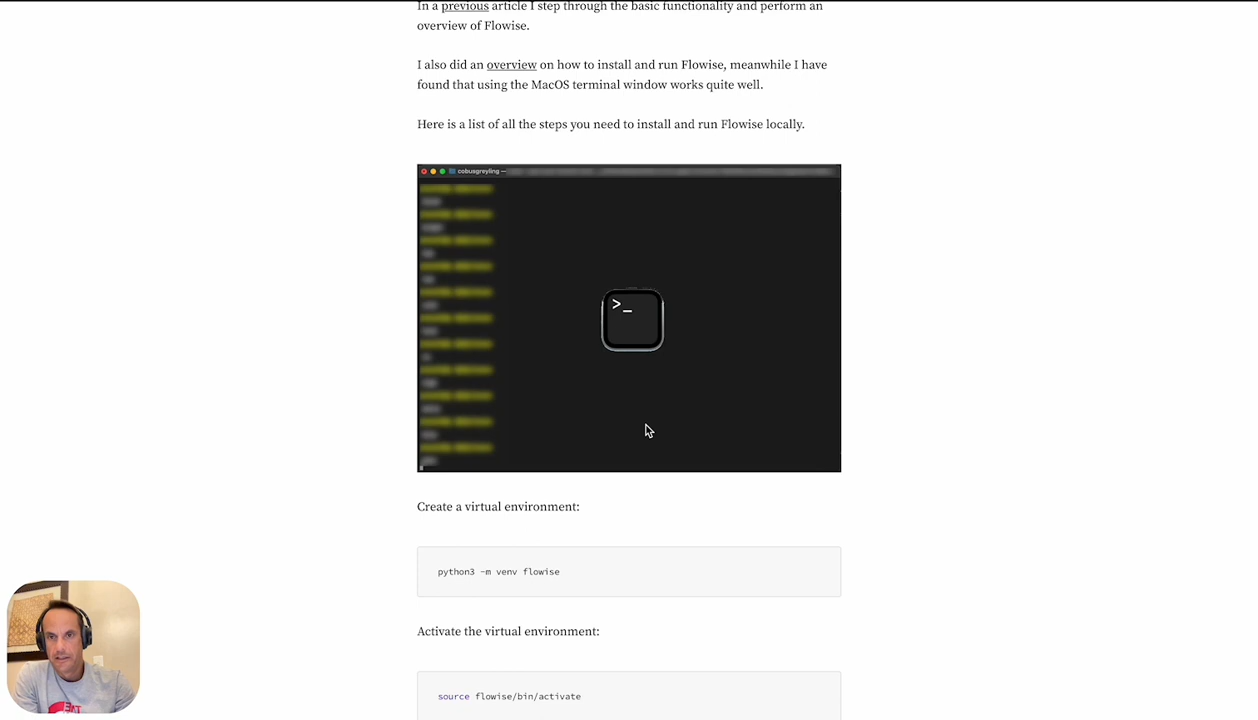 In a previous article I step through the basic functionality and perform an
overview of Flowise.
I also did an overview on how to install and run Flowise, meanwhile I have
found that using the MacOS terminal window works quite well.
Here is a list of all the steps you need to install and run Flowise locally.
cobusgreyling —
>_
Create a virtual environment:
python3 -m venv flowise
Activate the virtual environment:
source flowise/bin/activate